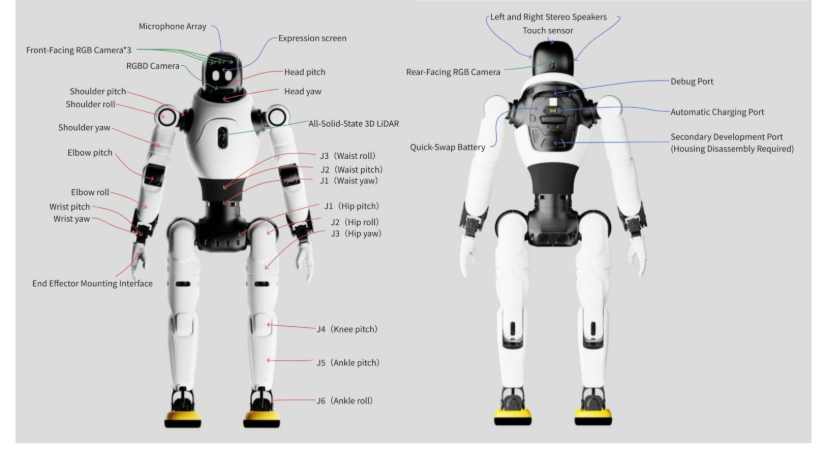 Microphone Array
Expression screen
Front-Facing RGB Camera*3
RGBD Camera
Head pitch
Head yaw
Shoulder pitch
Shoulder roll
Shoulder yaw
All-Solid-State 3D LiDAR
Elbow pitch
J3（Waist roll）
J2（Waist pitch）
J1（Waist yaw）
Elbow roll
Wrist pitch
Wrist yaw
J1（Hip pitch）
J2（Hip roll）
J3（Hip yaw）
End Effector Mounting Interface
J4（Knee pitch）
J5（Ankle pitch）
J6（Ankle roll）
Left and Right Stereo Speakers
Touch sensor
Rear-Facing RGB Camera
Debug Port
Automatic Charging Port
Quick-Swap Battery
Secondary Development Port
(Housing Disassembly Required)